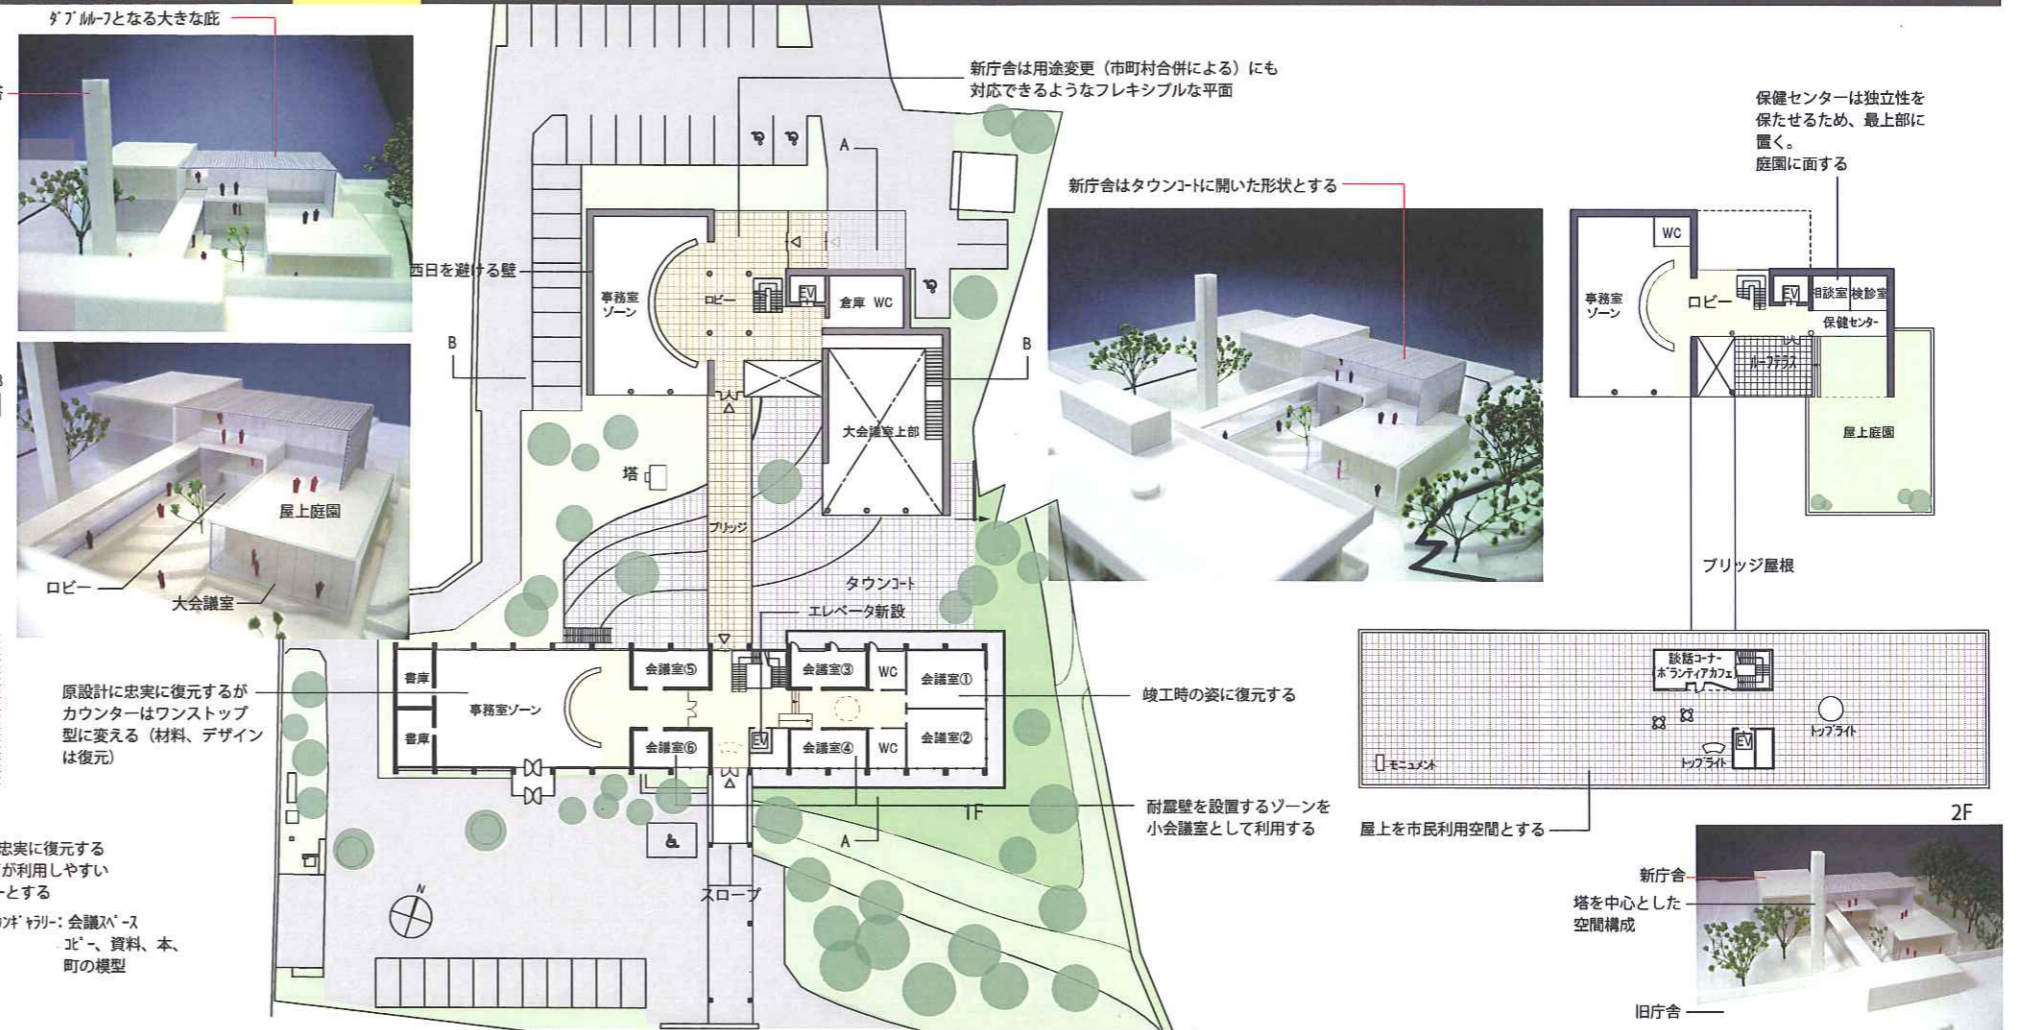 ダブルルーフとなる大きな庇
塔
新庁舎は用途変更（市町村合併による）にも
対応できるようなフレキシブルな平面
保健センターは独立性を
保たせるため、最上部に
置く。
庭園に面する
新庁舎はタウンコートに開いた形状とする
西日を避ける壁
A
事務室
ゾーン
ロビー
EV
倉庫 WC
B
B
大会議室上部
塔
ブリッジ
タウンコート
エレベータ新設
屋上庭園
ロビー
大会議室
WC
事務室
ゾーン
ロビー
EV
相談室
検診室
保健センター
ルーフテラス
屋上庭園
ブリッジ屋根
原設計に忠実に復元するが
カウンターはワンストップ
型に変える（材料、デザイン
は復元）
書庫
書庫
事務室ゾーン
会議室⑤
会議室⑥
会議室③
会議室④
WC
WC
会議室①
会議室②
EV
竣工時の姿に復元する
耐震壁を設置するゾーンを
小会議室として利用する
1F
A
スロープ
N
談話コーナー
(ボランティアカフェ)
トップライト
EV
トップライト
モニュメント
屋上を市民利用空間とする
2F
忠実に復元する
が利用しやすい
ーとする
ンギャラリー：会議スペース
コピー、資料、本、
町の模型
新庁舎
塔を中心とした
空間構成
旧庁舎